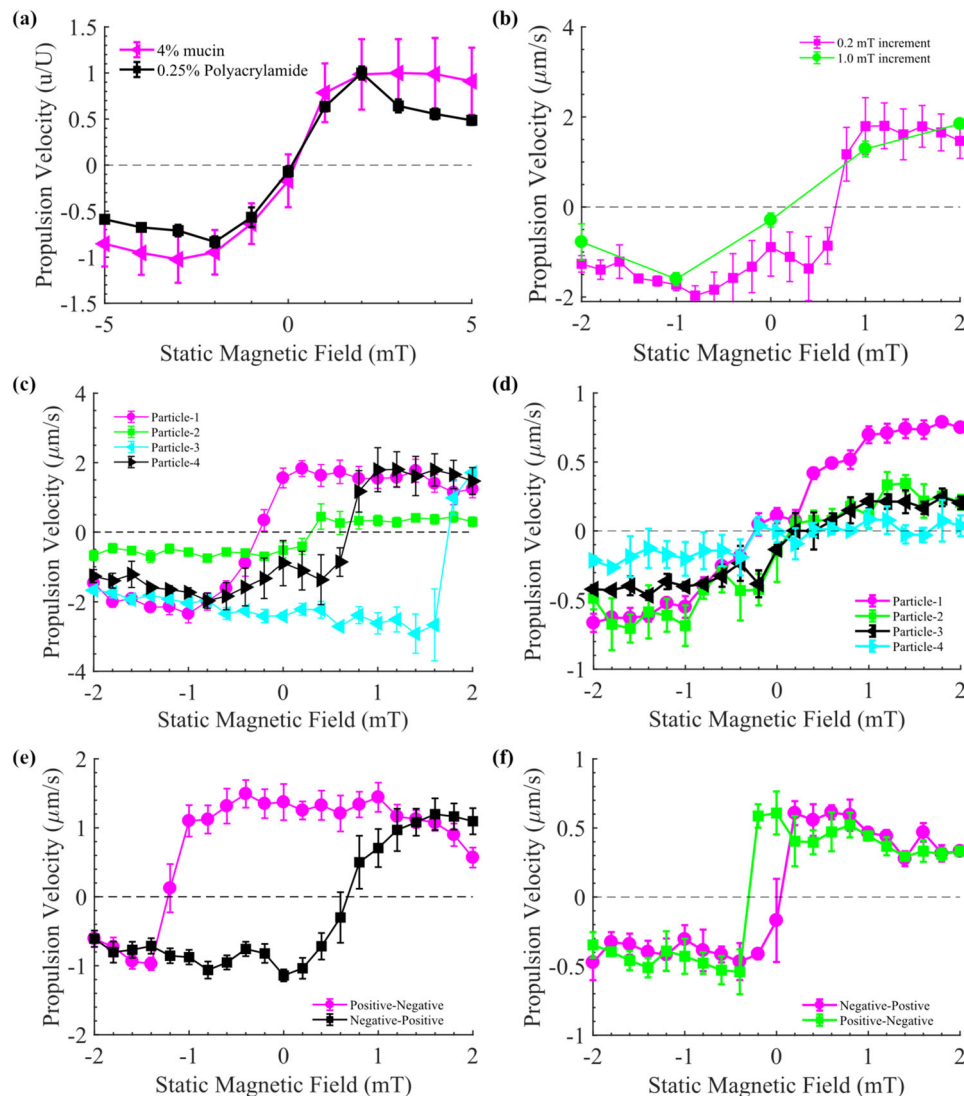 (a)
Propulsion Velocity (u/U)
1.5
1
0.5
0
-0.5
-1
-1.5
4% mucin
0.25% Polyacrylamide
-5
0
5
Static Magnetic Field (mT)
(b)
Propulsion Velocity (μm/s)
4
2
0
-2
0.2 mT increment
1.0 mT increment
-2
-1
0
1
2
Static Magnetic Field (mT)
(c)
Propulsion Velocity (μm/s)
4
2
0
-2
-4
Particle-1
Particle-2
Particle-3
Particle-4
-2
-1
0
1
2
Static Magnetic Field (mT)
(d)
Propulsion Velocity (μm/s)
1
0.5
0
-0.5
-1
Particle-1
Particle-2
Particle-3
Particle-4
-2
-1
0
1
2
Static Magnetic Field (mT)
(e)
Propulsion Velocity (μm/s)
2
1
0
-1
-2
Positive-Negative
Negative-Positive
-2
-1
0
1
2
Static Magnetic Field (mT)
(f)
Propulsion Velocity (μm/s)
1
0.5
0
-0.5
-1
Negative-Postive
Positive-Negative
-2
-1
0
1
2
Static Magnetic Field (mT)